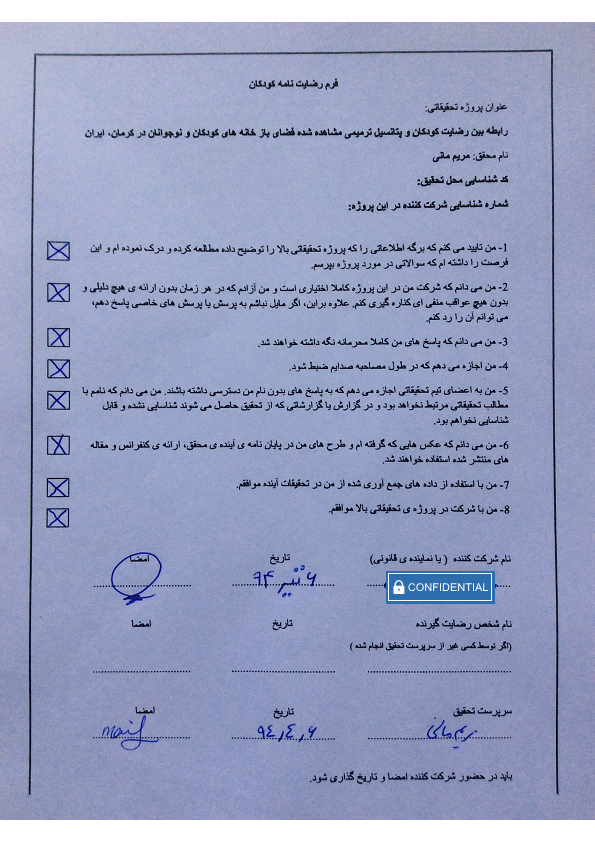 فرم رضایت نامه کودکان
عنوان پروژه تحقیقاتی:
رابطه بین رضایت کودکان و پتانسیل ترمیمی مشاهده شده فضای باز خانه های کودکان و نوجوانان در کرمان، ایران
نام محقق: مریم مانی
کد شناسایی محل تحقیق:
شماره شناسایی شرکت کننده در این پروژه:
1- من تایید می کنم که برگه اطلاعاتی را که پروژه تحقیقاتی بالا را توضیح داده مطالعه کرده و درک نموده ام و این
فرصت را داشته ام که سوالاتی در مورد پروژه بپرسم.
2- من می دانم که شرکت من در این پروژه کاملا اختیاری است و من آزادم که در هر زمان بدون ارائه ی هیچ دلیلی و
بدون هیچ عواقب منفی ای کناره گیری کنم. علاوه براین، اگر مایل نباشم به پرسش یا پرسش های خاصی پاسخ دهم،
می توانم آن را رد کنم.
3- من می دانم که پاسخ های من کاملا محرمانه نگه داشته خواهند شد.
4- من اجازه می دهم که در طول مصاحبه صدایم ضبط شود.
5- من به اعضای تیم تحقیقاتی اجازه می دهم که به پاسخ های بدون نام من دسترسی داشته باشند. من می دانم که نامم با
مطالب تحقیقاتی مرتبط نخواهد بود و در گزارش یا گزارشاتی که از تحقیق حاصل می شوند شناسایی نشده و قابل
شناسایی نخواهم بود.
6- من می دانم که عکس هایی که گرفته ام و طرح های من در پایان نامه ی آینده ی محقق، ارائه ی کنفرانس و مقاله
های منتشر شده استفاده خواهند شد.
7- من با استفاده از داده های جمع آوری شده از من در تحقیقات آینده موافقم.
8- من با شرکت در پروژه ی تحقیقاتی بالا موافقم.
نام شرکت کننده ( یا نماینده ی قانونی) تاریخ امضا
CONFIDENTIAL ۶ تیر ۹۴
نام شخص رضایت گیرنده تاریخ امضا
(اگر توسط کسی غیر از سرپرست تحقیق انجام شده )
سرپرست تحقیق تاریخ امضا
مریم مانی ۹٤,٤,۶ mani
باید در حضور شرکت کننده امضا و تاریخ گذاری شود.